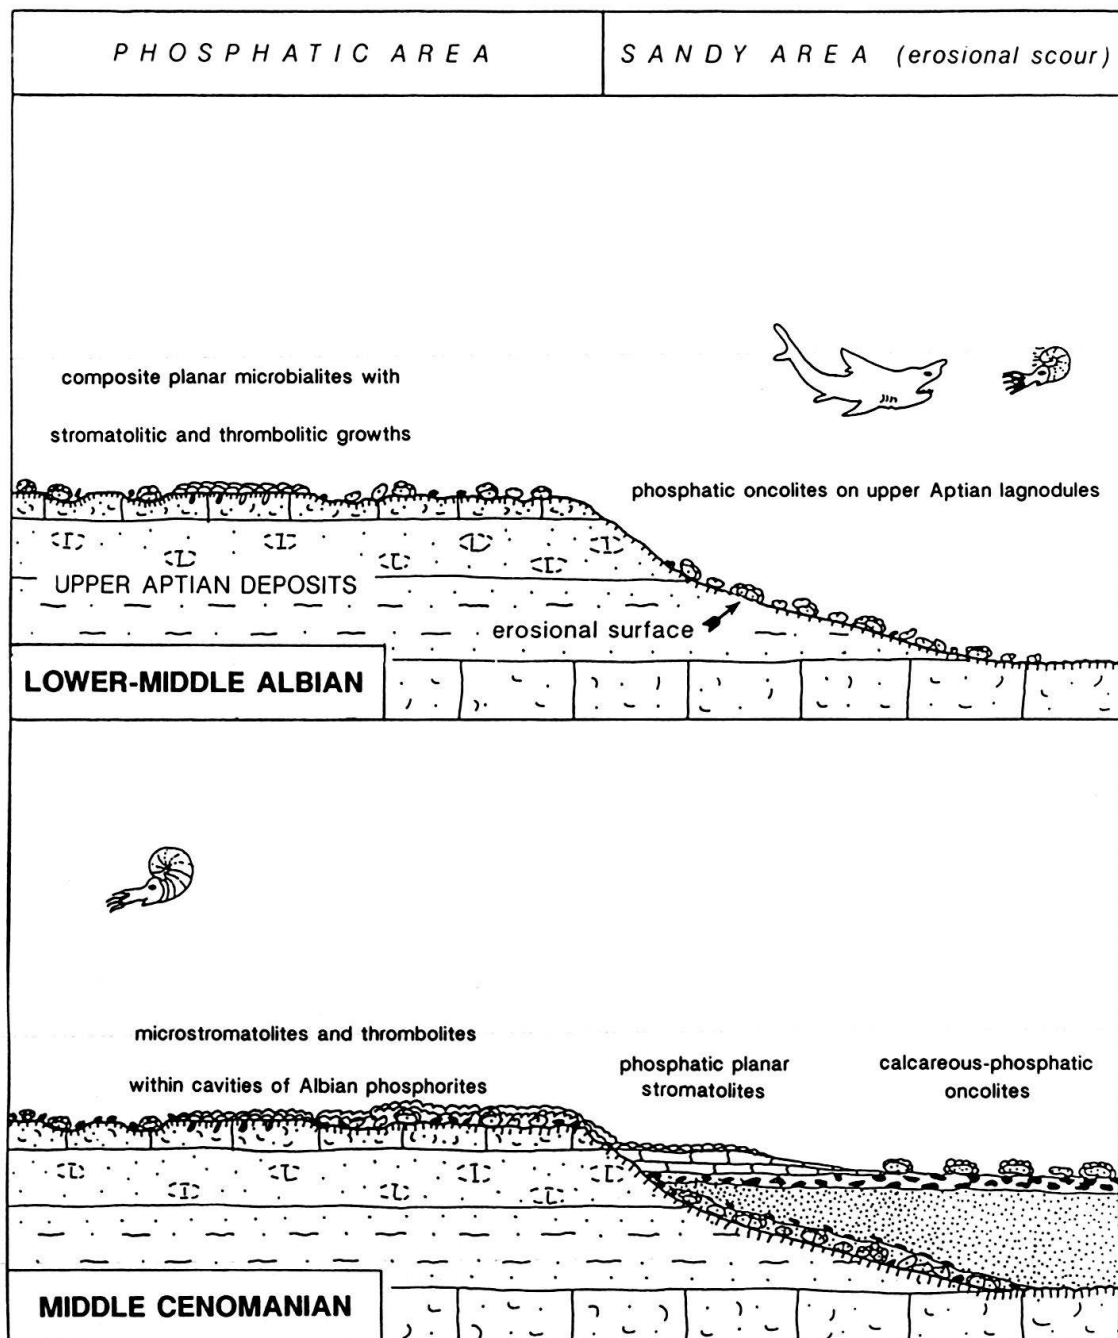 PHOSPHATIC AREA
SANDY AREA (erosional scour)
composite planar microbialites with
stromatolitic and thrombolitic growths
phosphatic oncolites on upper Aptian lagnodules
UPPER APTIAN DEPOSITS
erosional surface
LOWER-MIDDLE ALBIAN
microstromatolites and thrombolites
within cavities of Albian phosphorites
phosphatic planar
stromatolites
calcareous-phosphatic
oncolites
MIDDLE CENOMANIAN